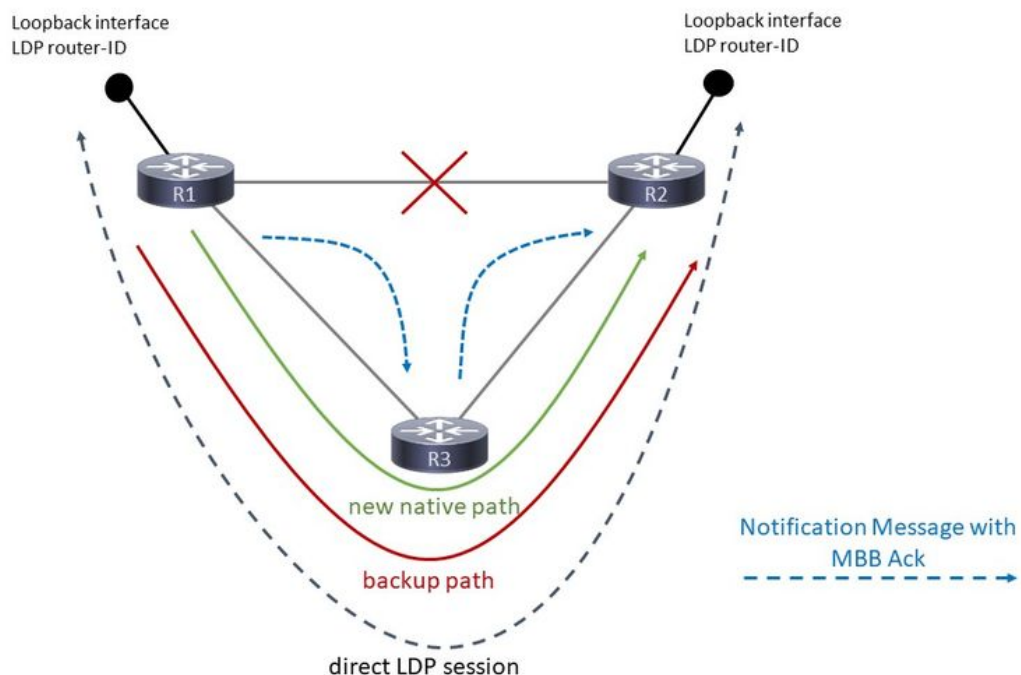 Loopback interface
LDP router-ID
Loopback interface
LDP router-ID
R1
R2
R3
new native path
backup path
direct LDP session
Notification Message with
MBB Ack